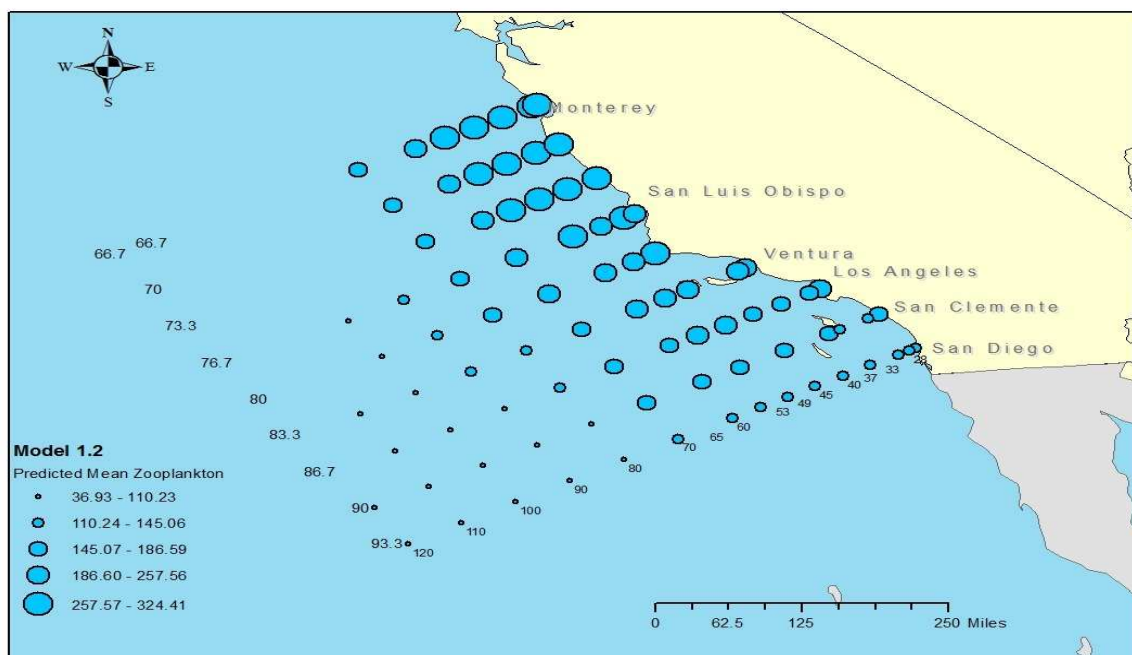 N
W E
S
Monterey
San Luis Obispo
Ventura
Los Angeles
San Clemente
San Diego
66.7
66.7
70
73.3
76.7
80
83.3
86.7
90
93.3
28
33
37
40
45
49
53
60
65
70
80
90
100
110
120
Model 1.2
Predicted Mean Zooplankton
36.93 - 110.23
110.24 - 145.06
145.07 - 186.59
186.60 - 257.56
257.57 - 324.41
0 62.5 125 250 Miles